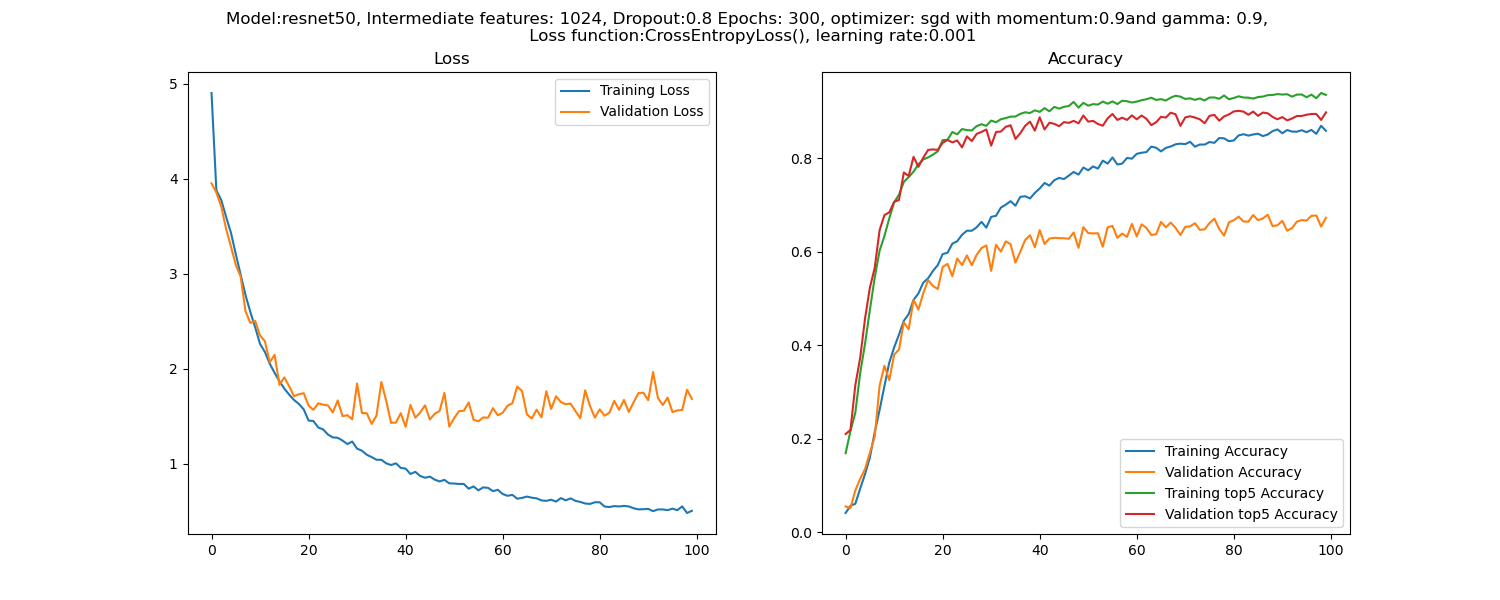 Model:resnet50, Intermediate features: 1024, Dropout:0.8 Epochs: 300, optimizer: sgd with momentum:0.9and gamma: 0.9,
Loss function:CrossEntropyLoss(), learning rate:0.001
Loss
5
4
3
2
1
0
20
40
60
80
100
Training Loss
Validation Loss
Accuracy
0.8
0.6
0.4
0.2
0.0
0
20
40
60
80
100
Training Accuracy
Validation Accuracy
Training top5 Accuracy
Validation top5 Accuracy